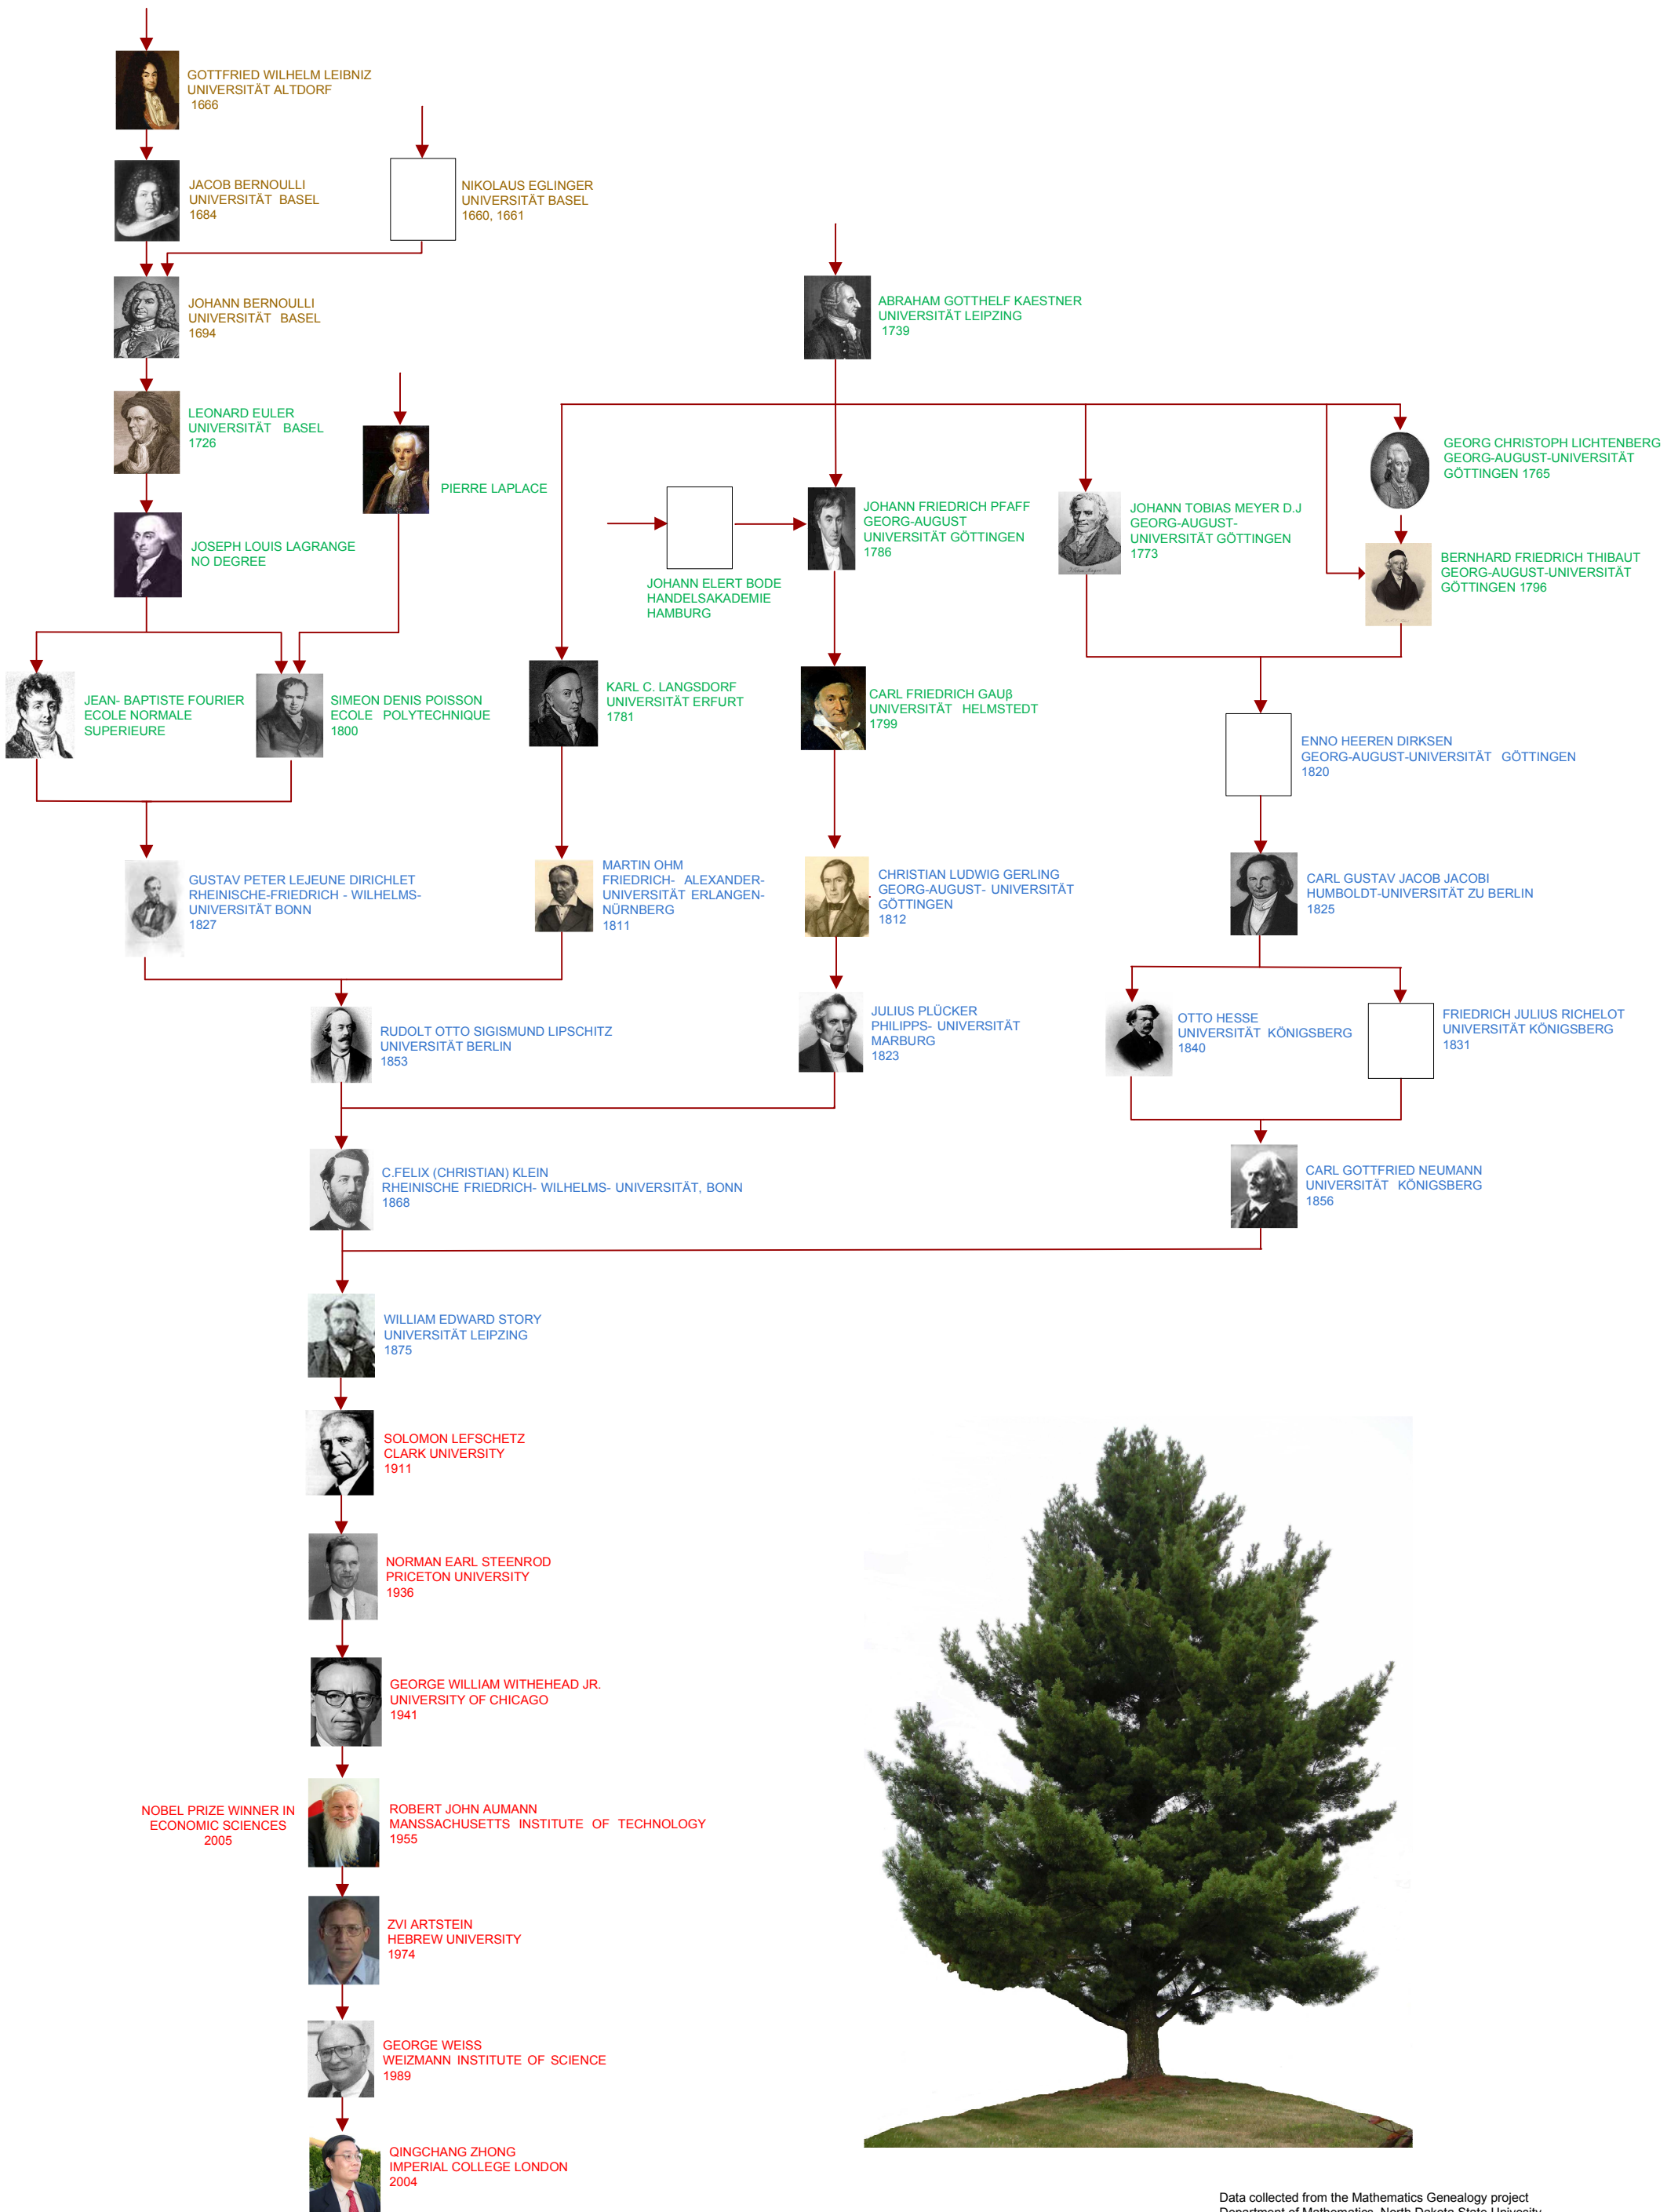 GOTTFRIED WILHELM LEIBNIZ
UNIVERSITÄT ALTDORF
1666
JACOB BERNOULLI
UNIVERSITÄT BASEL
1684
NIKOLAUS EGLINGER
UNIVERSITÄT BASEL
1660, 1661
JOHANN BERNOULLI
UNIVERSITÄT BASEL
1694
ABRAHAM GOTTHELF KAESTNER
UNIVERSITÄT LEIPZING
1739
LEONARD EULER
UNIVERSITÄT BASEL
1726
PIERRE LAPLACE
GEORG CHRISTOPH LICHTENBERG
GEORG-AUGUST-UNIVERSITÄT
GÖTTINGEN 1765
JOSEPH LOUIS LAGRANGE
NO DEGREE
JOHANN ELERT BODE
HANDELSAKADEMIE
HAMBURG
JOHANN FRIEDRICH PFAFF
GEORG-AUGUST
UNIVERSITÄT GÖTTINGEN
1786
JOHANN TOBIAS MEYER D.J
GEORG-AUGUST-
UNIVERSITÄT GÖTTINGEN
1773
BERNHARD FRIEDRICH THIBAUT
GEORG-AUGUST-UNIVERSITÄT
GÖTTINGEN 1796
JEAN- BAPTISTE FOURIER
ECOLE NORMALE
SUPERIEURE
SIMEON DENIS POISSON
ECOLE POLYTECHNIQUE
1800
KARL C. LANGSDORF
UNIVERSITÄT ERFURT
1781
CARL FRIEDRICH GAUβ
UNIVERSITÄT HELMSTEDT
1799
ENNO HEEREN DIRKSEN
GEORG-AUGUST-UNIVERSITÄT GÖTTINGEN
1820
GUSTAV PETER LEJEUNE DIRICHLET
RHEINISCHE-FRIEDRICH - WILHELMS-
UNIVERSITÄT BONN
1827
MARTIN OHM
FRIEDRICH- ALEXANDER-
UNIVERSITÄT ERLANGEN-
NÜRNBERG
1811
CHRISTIAN LUDWIG GERLING
GEORG-AUGUST- UNIVERSITÄT
GÖTTINGEN
1812
CARL GUSTAV JACOB JACOBI
HUMBOLDT-UNIVERSITÄT ZU BERLIN
1825
RUDOLT OTTO SIGISMUND LIPSCHITZ
UNIVERSITÄT BERLIN
1853
JULIUS PLÜCKER
PHILIPPS- UNIVERSITÄT
MARBURG
1823
OTTO HESSE
UNIVERSITÄT KÖNIGSBERG
1840
FRIEDRICH JULIUS RICHELOT
UNIVERSITÄT KÖNIGSBERG
1831
C.FELIX (CHRISTIAN) KLEIN
RHEINISCHE FRIEDRICH- WILHELMS- UNIVERSITÄT, BONN
1868
CARL GOTTFRIED NEUMANN
UNIVERSITÄT KÖNIGSBERG
1856
WILLIAM EDWARD STORY
UNIVERSITÄT LEIPZING
1875
SOLOMON LEFSCHETZ
CLARK UNIVERSITY
1911
NORMAN EARL STEENROD
PRICETON UNIVERSITY
1936
GEORGE WILLIAM WITHEHEAD JR.
UNIVERSITY OF CHICAGO
1941
NOBEL PRIZE WINNER IN
ECONOMIC SCIENCES
2005
ROBERT JOHN AUMANN
MANSSACHUSETTS INSTITUTE OF TECHNOLOGY
1955
ZVI ARTSTEIN
HEBREW UNIVERSITY
1974
GEORGE WEISS
WEIZMANN INSTITUTE OF SCIENCE
1989
QINGCHANG ZHONG
IMPERIAL COLLEGE LONDON
2004
Data collected from the Mathematics Genealogy project
Department of Mathematics, North Dakota State Univesity